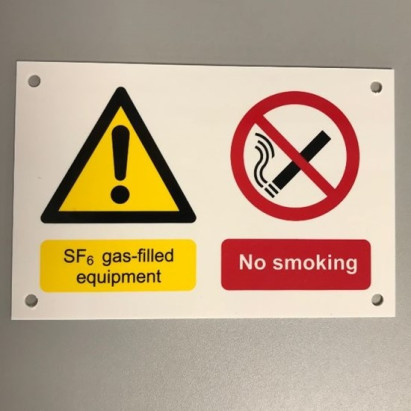 SF₆ gas-filled
equipment
No smoking